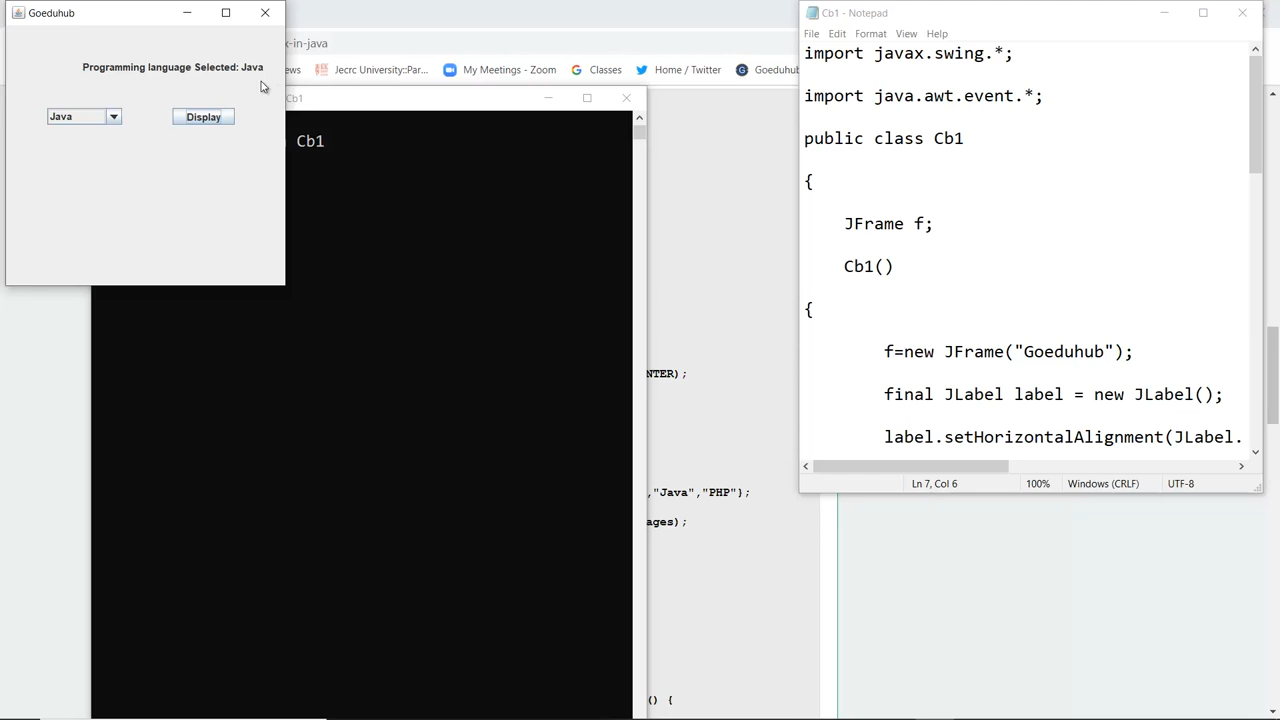 Goeduhub
Programming language Selected: Java
Java
Display
x-in-java
ews
Jecrc University::Par...
My Meetings - Zoom
Classes
Home / Twitter
Goeduhub
Cb1
Cb1
NTER);
,"Java","PHP"};
ages);
() {
Cb1 - Notepad
File Edit Format View Help
import javax.swing.*;
import java.awt.event.*;
public class Cb1
{
JFrame f;
Cb1()
{
f=new JFrame("Goeduhub");
final JLabel label = new JLabel();
label.setHorizontalAlignment(JLabel.
Ln 7, Col 6
100%
Windows (CRLF)
UTF-8